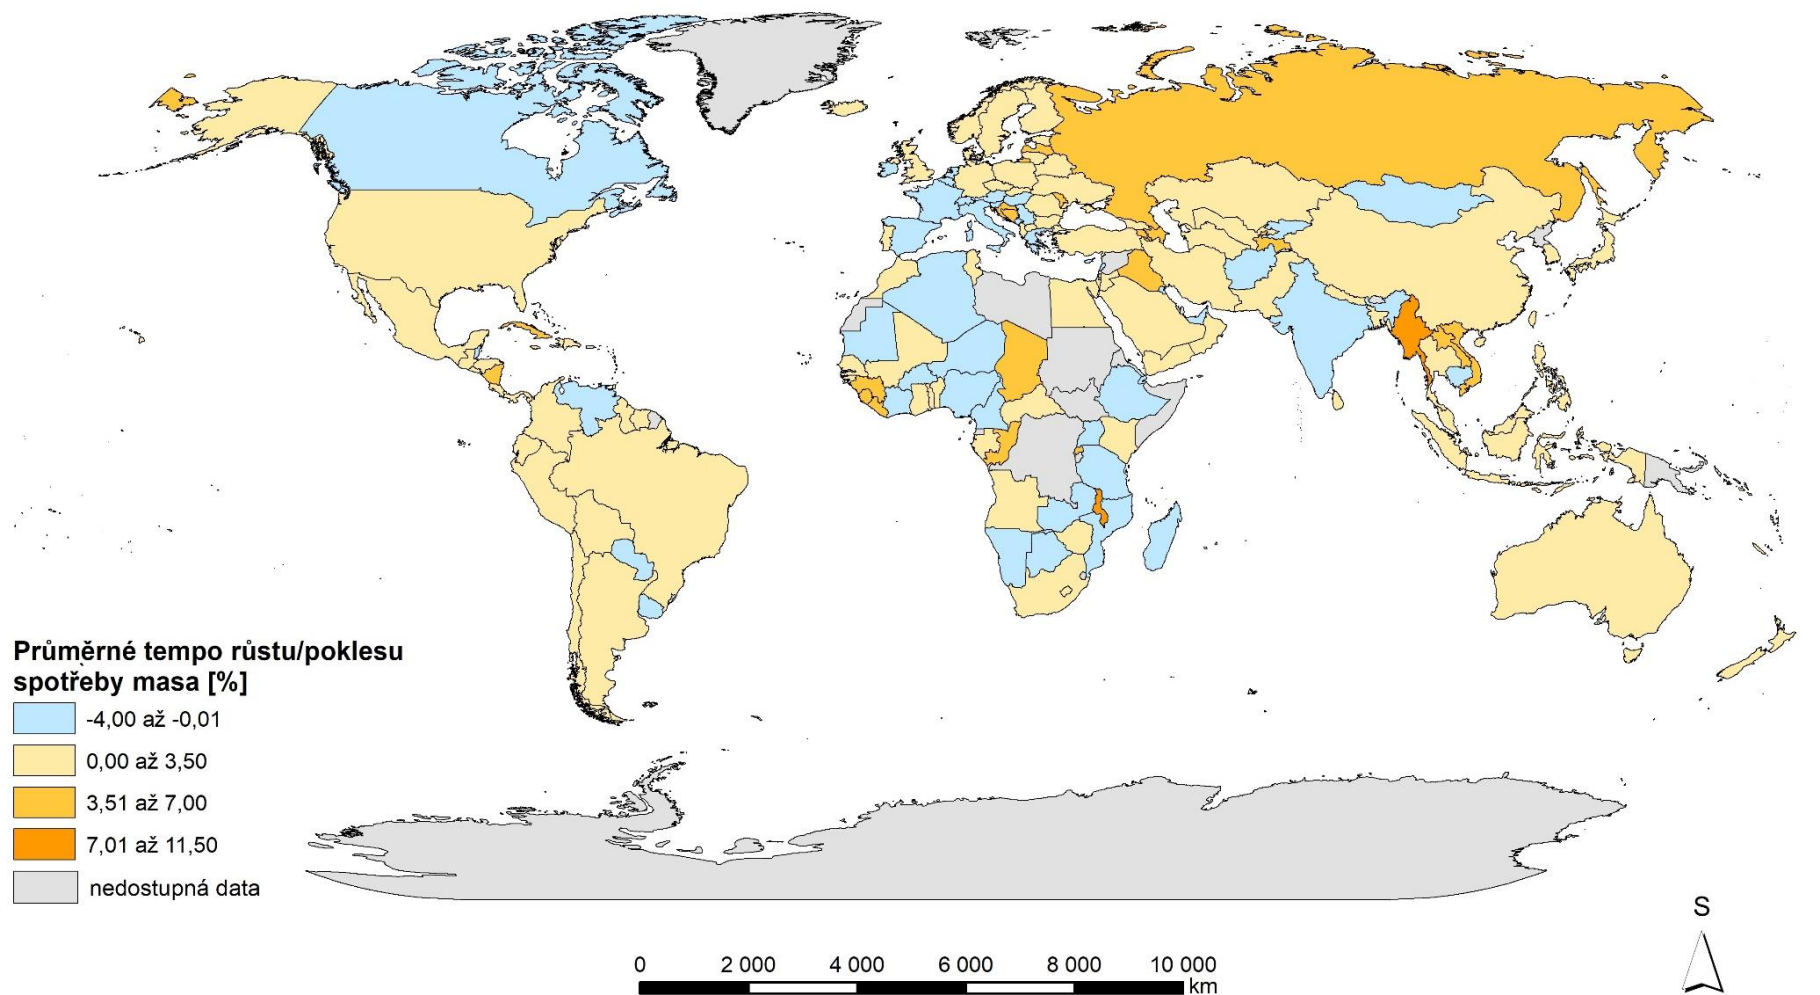 Průměrné tempo růstu/poklesu
spotřeby masa [%]
-4,00 až -0,01
0,00 až 3,50
3,51 až 7,00
7,01 až 11,50
nedostupná data
S
0 2 000 4 000 6 000 8 000 10 000
km